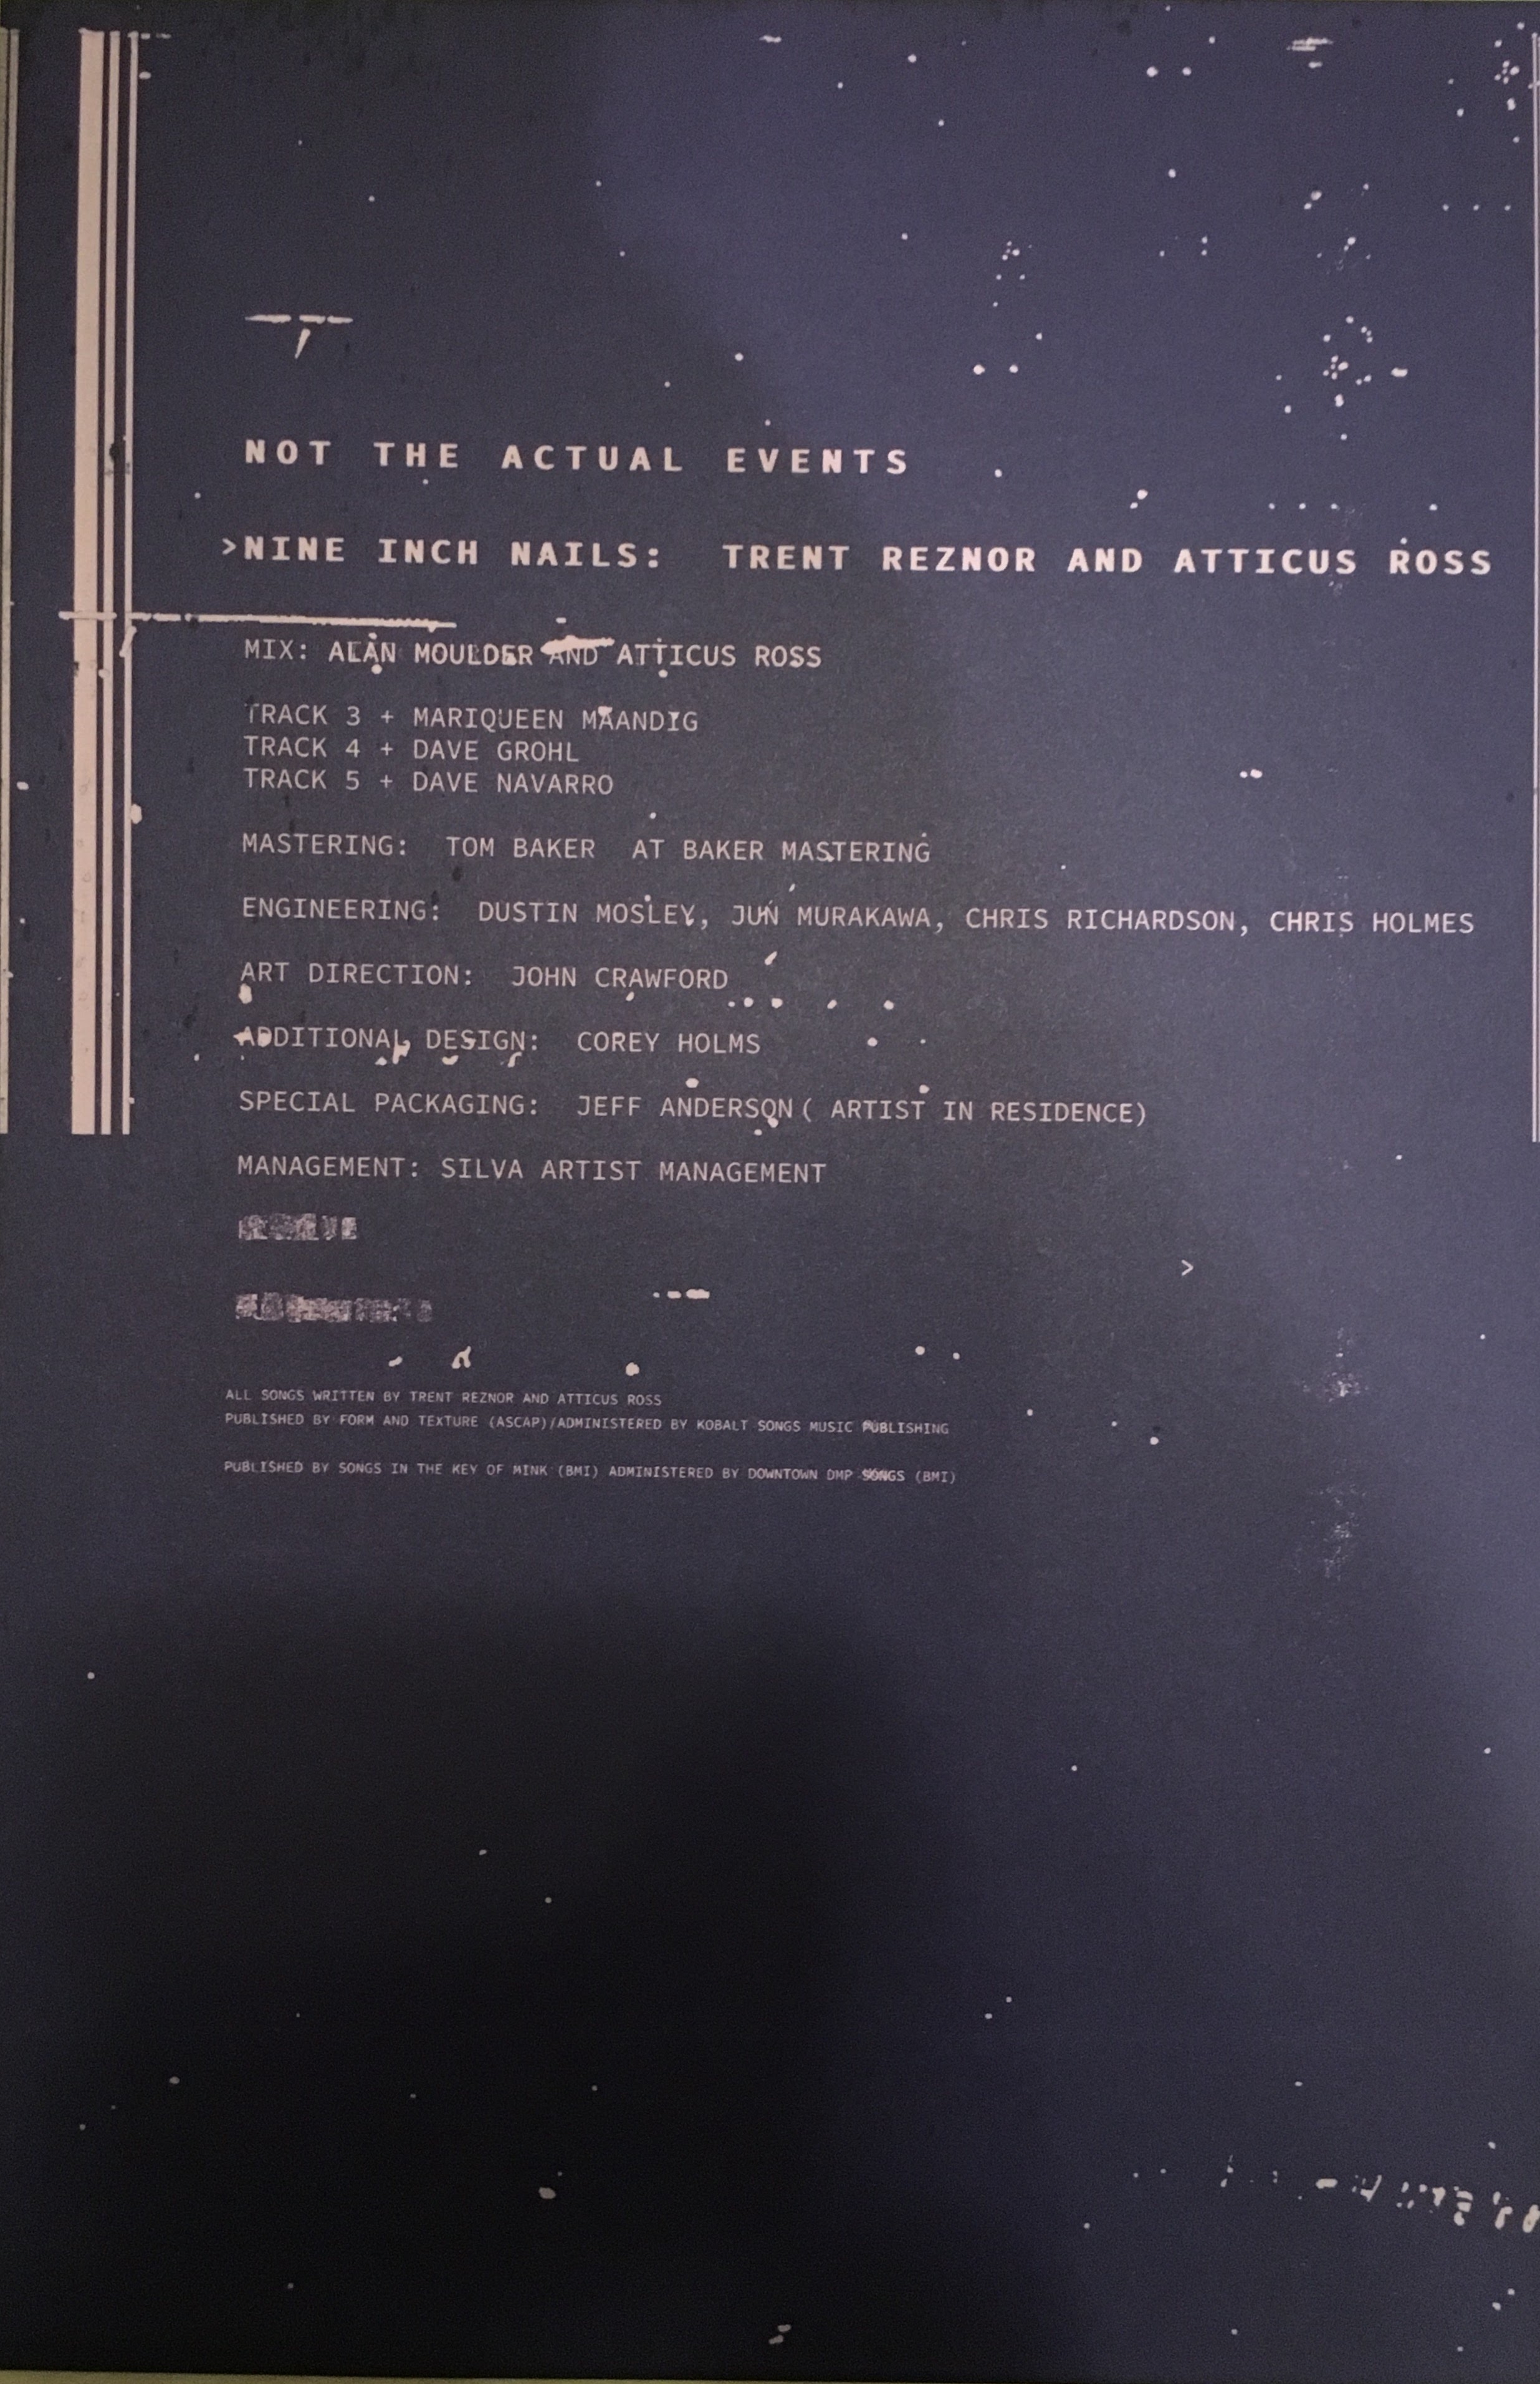 NOT THE ACTUAL EVENTS
>NINE INCH NAILS: TRENT REZNOR AND ATTICUS ROSS
MIX: ALAN MOULDER AND ATTICUS ROSS
TRACK 3 + MARIQUEEN MAANDIG
TRACK 4 + DAVE GROHL
TRACK 5 + DAVE NAVARRO
MASTERING: TOM BAKER AT BAKER MASTERING
ENGINEERING: DUSTIN MOSLEY, JUN MURAKAWA, CHRIS RICHARDSON, CHRIS HOLMES
ART DIRECTION: JOHN CRAWFORD
ADDITIONAL DESIGN: COREY HOLMS
SPECIAL PACKAGING: JEFF ANDERSON ( ARTIST IN RESIDENCE)
MANAGEMENT: SILVA ARTIST MANAGEMENT
>
ALL SONGS WRITTEN BY TRENT REZNOR AND ATTICUS ROSS
PUBLISHED BY FORM AND TEXTURE (ASCAP)/ADMINISTERED BY KOBALT SONGS MUSIC PUBLISHING
PUBLISHED BY SONGS IN THE KEY OF MINK (BMI) ADMINISTERED BY DOWNTOWN DMP SONGS (BMI)